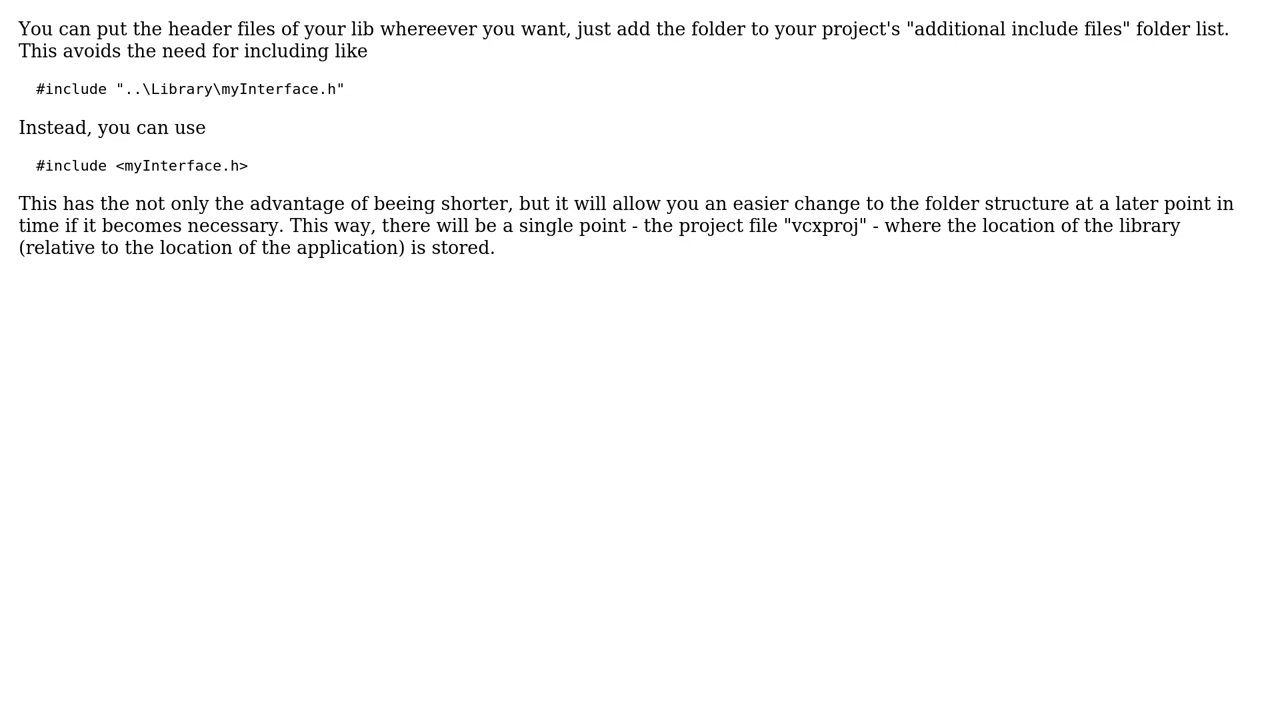 You can put the header files of your lib whereever you want, just add the folder to your project's "additional include files" folder list.
This avoids the need for including like
#include "..\Library\myInterface.h"
Instead, you can use
#include <myInterface.h>
This has the not only the advantage of beeing shorter, but it will allow you an easier change to the folder structure at a later point in
time if it becomes necessary. This way, there will be a single point - the project file "vcxproj" - where the location of the library
(relative to the location of the application) is stored.